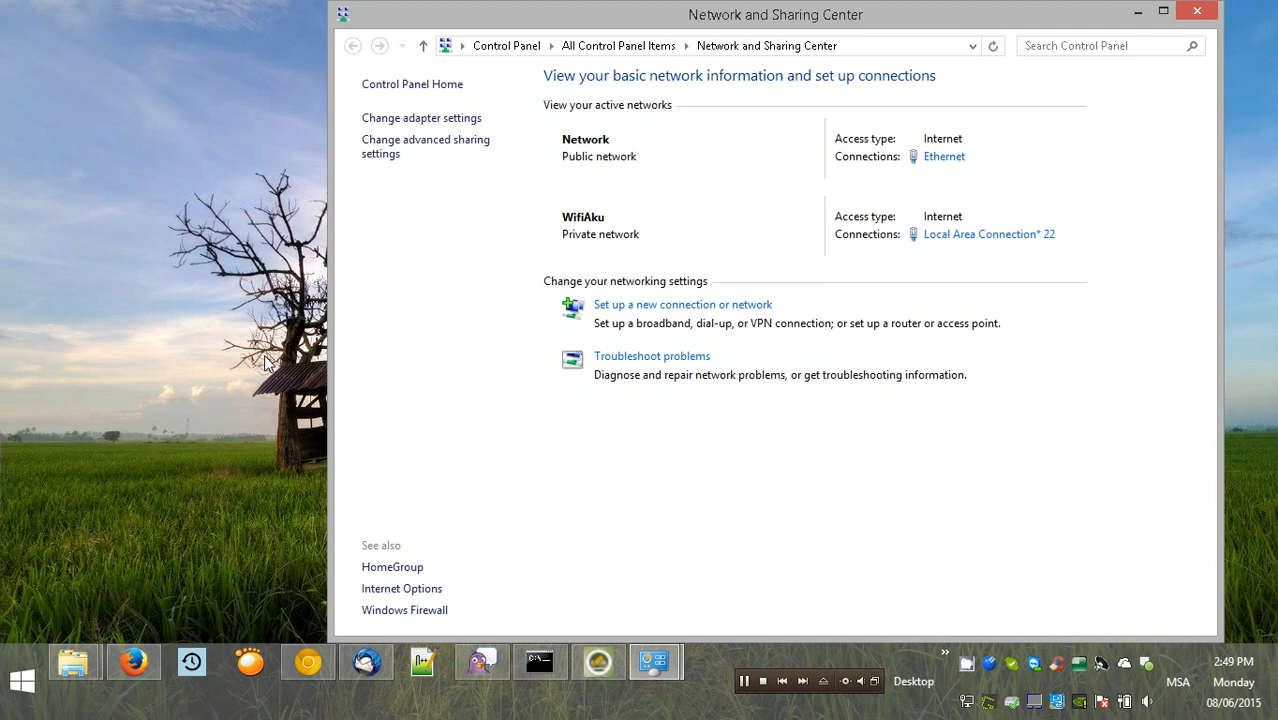 Network and Sharing Center
Control Panel
All Control Panel Items
Network and Sharing Center
Search Control Panel
Control Panel Home
Change adapter settings
Change advanced sharing
settings
See also
HomeGroup
Internet Options
Windows Firewall
View your basic network information and set up connections
View your active networks
Network
Public network
Access type: Internet
Connections: Ethernet
WifiAku
Private network
Access type: Internet
Connections: Local Area Connection* 22
Change your networking settings
Set up a new connection or network
Set up a broadband, dial-up, or VPN connection; or set up a router or access point.
Troubleshoot problems
Diagnose and repair network problems, or get troubleshooting information.
Desktop
MSA
2:49 PM
Monday
08/06/2015